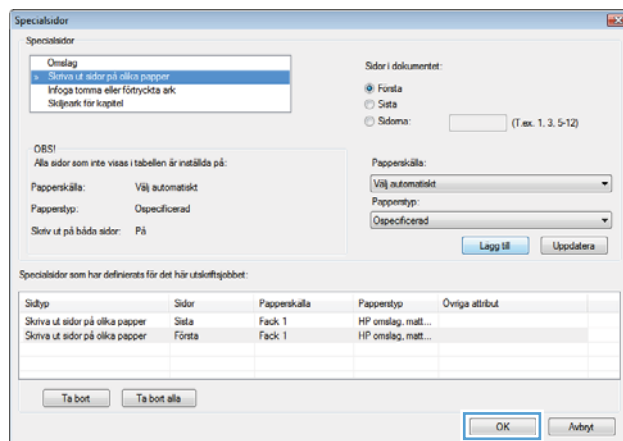 Specialsidor
Specialsidor
Omslag
» Skriva ut sidor på olika papper
Infoga tomma eller förtryckta ark
Skiljeark för kapitel
Sidor i dokumentet:
Första
Sista
Sidorna:
(T.ex. 1, 3, 5-12)
OBS!
Alla sidor som inte visas i tabellen är inställda på:
Papperskälla: Välj automatiskt
Papperstyp: Ospecificerad
Skriv ut på båda sidor: På
Papperskälla:
Välj automatiskt
Papperstyp:
Ospecificerad
Lägg till Uppdatera
Specialsidor som har definierats för det här utskriftsjobbet:
Sidtyp Sidor Papperskälla Papperstyp Övriga attribut
Skriva ut sidor på olika papper Sista Fack 1 HP omslag, matt...
Skriva ut sidor på olika papper Första Fack 1 HP omslag, matt...
Ta bort Ta bort alla
OK Avbryt